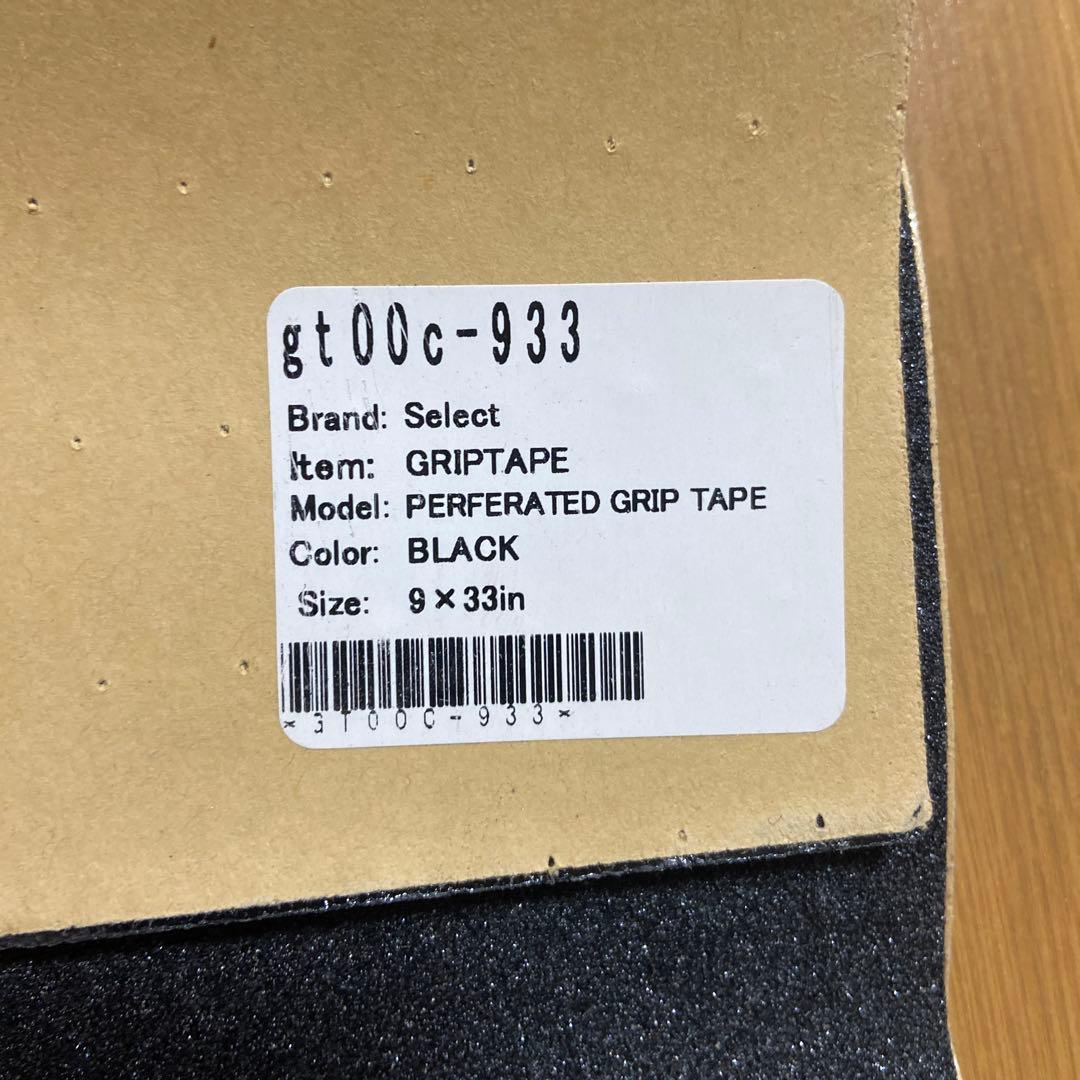 gt00c-933
Brand: Select
Item: GRIPTAPE
Model: PERFERATED GRIP TAPE
Color: BLACK
Size: 9×33in
*GT00C-933*